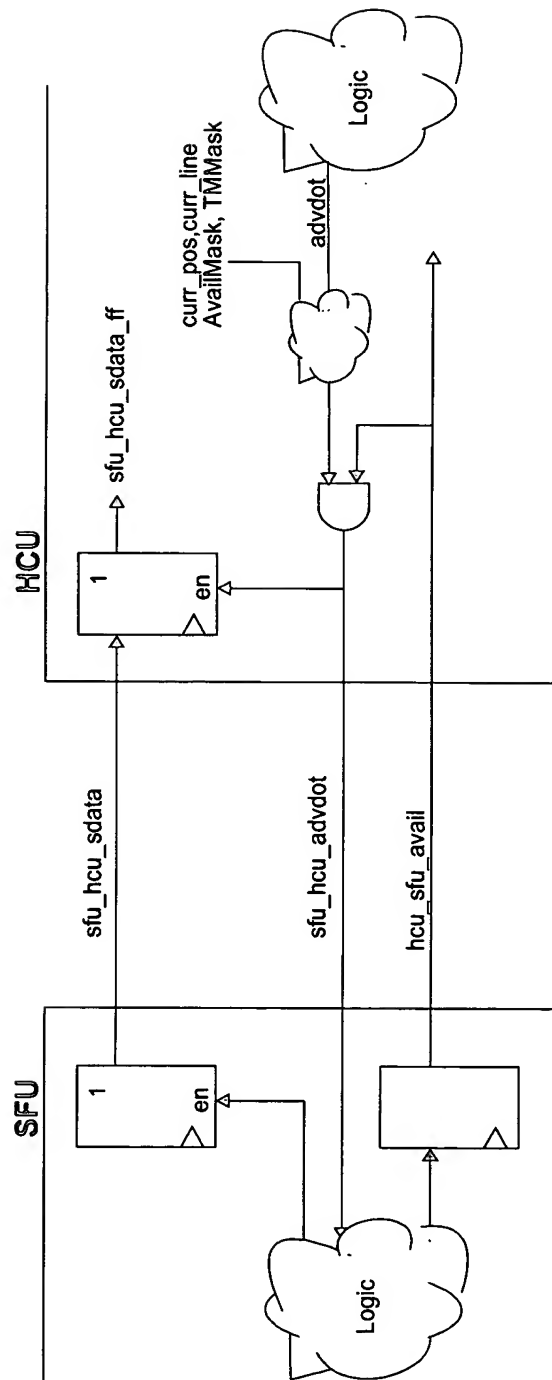 SFU
HCU
1
en
sfu_hcu_sdata
1
en
sfu_hcu_sdata_ff
curr_pos,curr_line
AvailMask, TMMask
Logic
sfu_hcu_advdot
advdot
Logic
hcu_sfu_avail